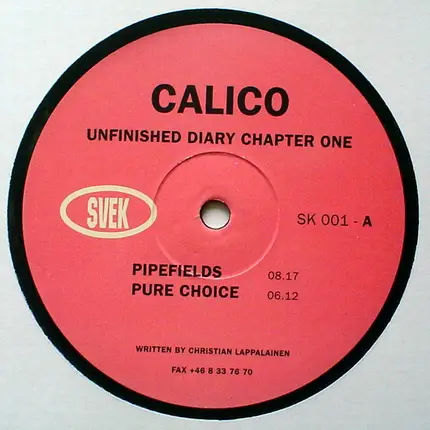 CALICO
UNFINISHED DIARY CHAPTER ONE
SVEK
SK 001 - A
PIPEFIELDS 08.17
PURE CHOICE 06.12
WRITTEN BY CHRISTIAN LAPPALAINEN
FAX +46 8 33 76 70